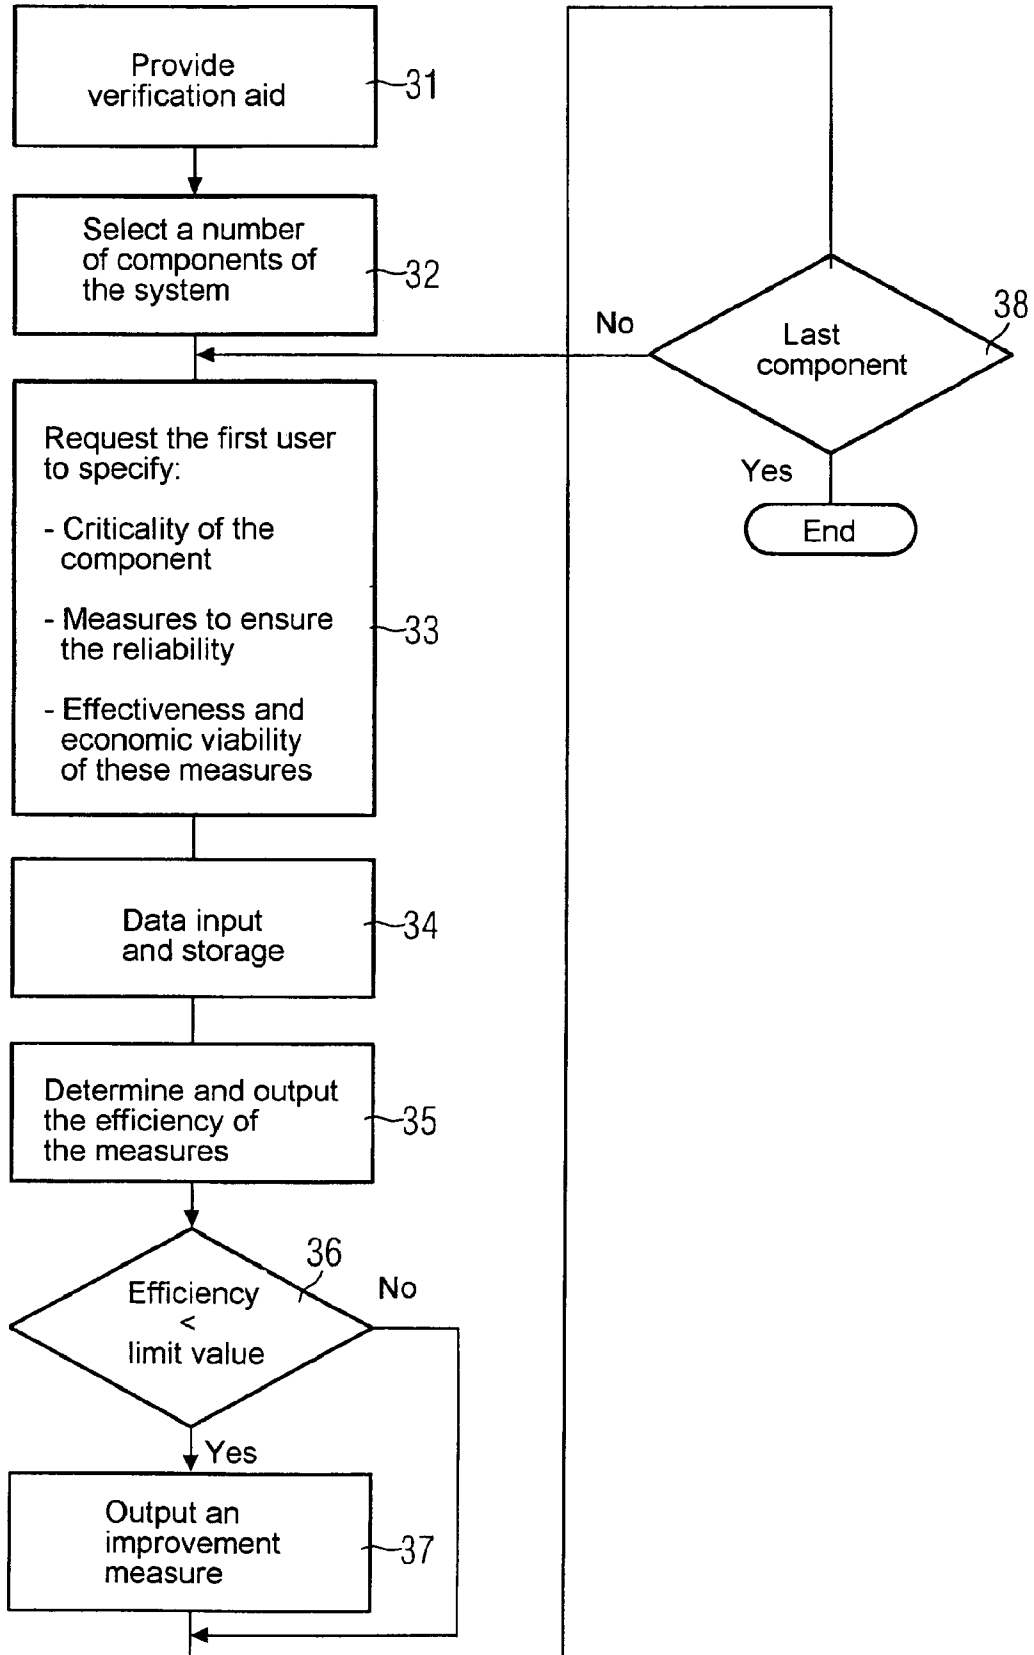 Provide
verification aid
31
Select a number
of components of
the system
32
Request the first user
to specify:
- Criticality of the
component
- Measures to ensure
the reliability
- Effectiveness and
economic viability
of these measures
33
Data input
and storage
34
Determine and output
the efficiency of
the measures
35
36
Efficiency
<
limit value
No
Yes
Output an
improvement
measure
37
38
Last
component
No
Yes
End